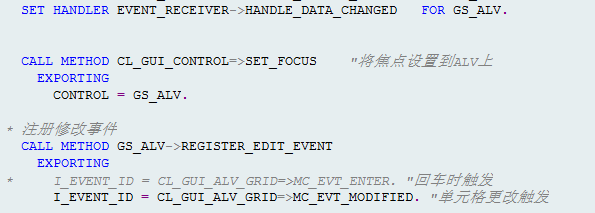 SET HANDLER EVENT_RECEIVER->HANDLE_DATA_CHANGED   FOR GS_ALV.
CALL METHOD CL_GUI_CONTROL=>SET_FOCUS    "将焦点设置到ALV上
  EXPORTING
    CONTROL = GS_ALV.
* 注册修改事件
CALL METHOD GS_ALV->REGISTER_EDIT_EVENT
  EXPORTING
*    I_EVENT_ID = CL_GUI_ALV_GRID=>MC_EVT_ENTER. "回车时触发
    I_EVENT_ID = CL_GUI_ALV_GRID=>MC_EVT_MODIFIED. "单元格更改触发